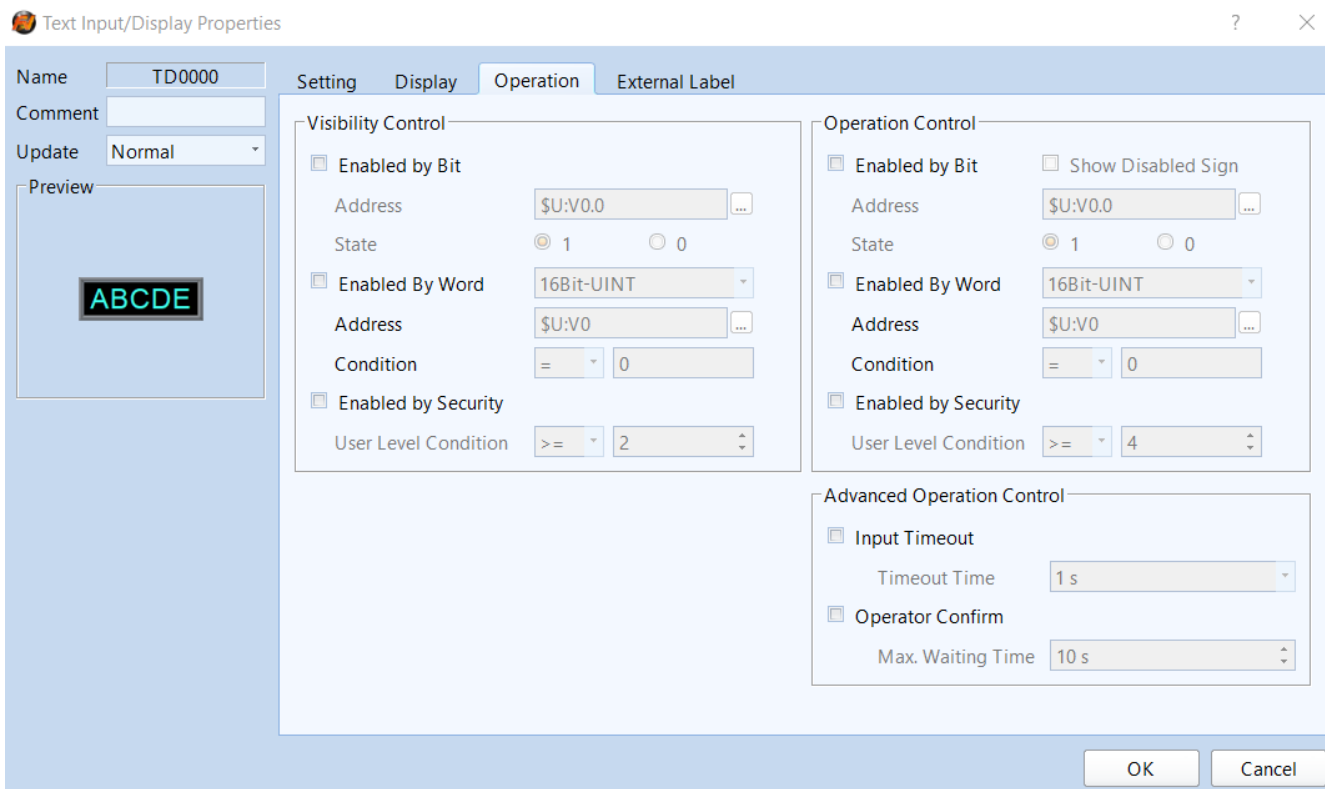 Text Input/Display Properties ? ×
Name TD0000
Comment
Update Normal
Preview
ABCDE
Setting Display Operation External Label
Visibility Control
Enabled by Bit
Address $U:V0.0 ...
State 1 0
Enabled By Word 16Bit-UINT
Address $U:V0 ...
Condition = 0
Enabled by Security
User Level Condition >= 2
Operation Control
Enabled by Bit Show Disabled Sign
Address $U:V0.0 ...
State 1 0
Enabled By Word 16Bit-UINT
Address $U:V0 ...
Condition = 0
Enabled by Security
User Level Condition >= 4
Advanced Operation Control
Input Timeout
Timeout Time 1 s
Operator Confirm
Max. Waiting Time 10 s
OK Cancel